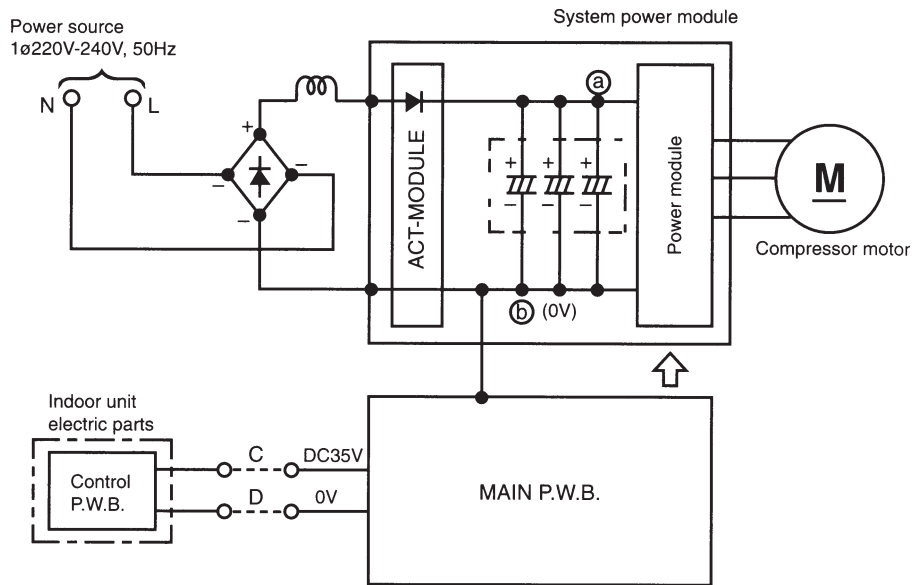 System power module
Power source
1ø220V-240V, 50Hz
N
L
+
–
–
–
ACT-MODULE
a
+ + +
– – –
b (0V)
Power module
M
Compressor motor
Indoor unit
electric parts
Control
P.W.B.
C
DC35V
D
0V
MAIN P.W.B.